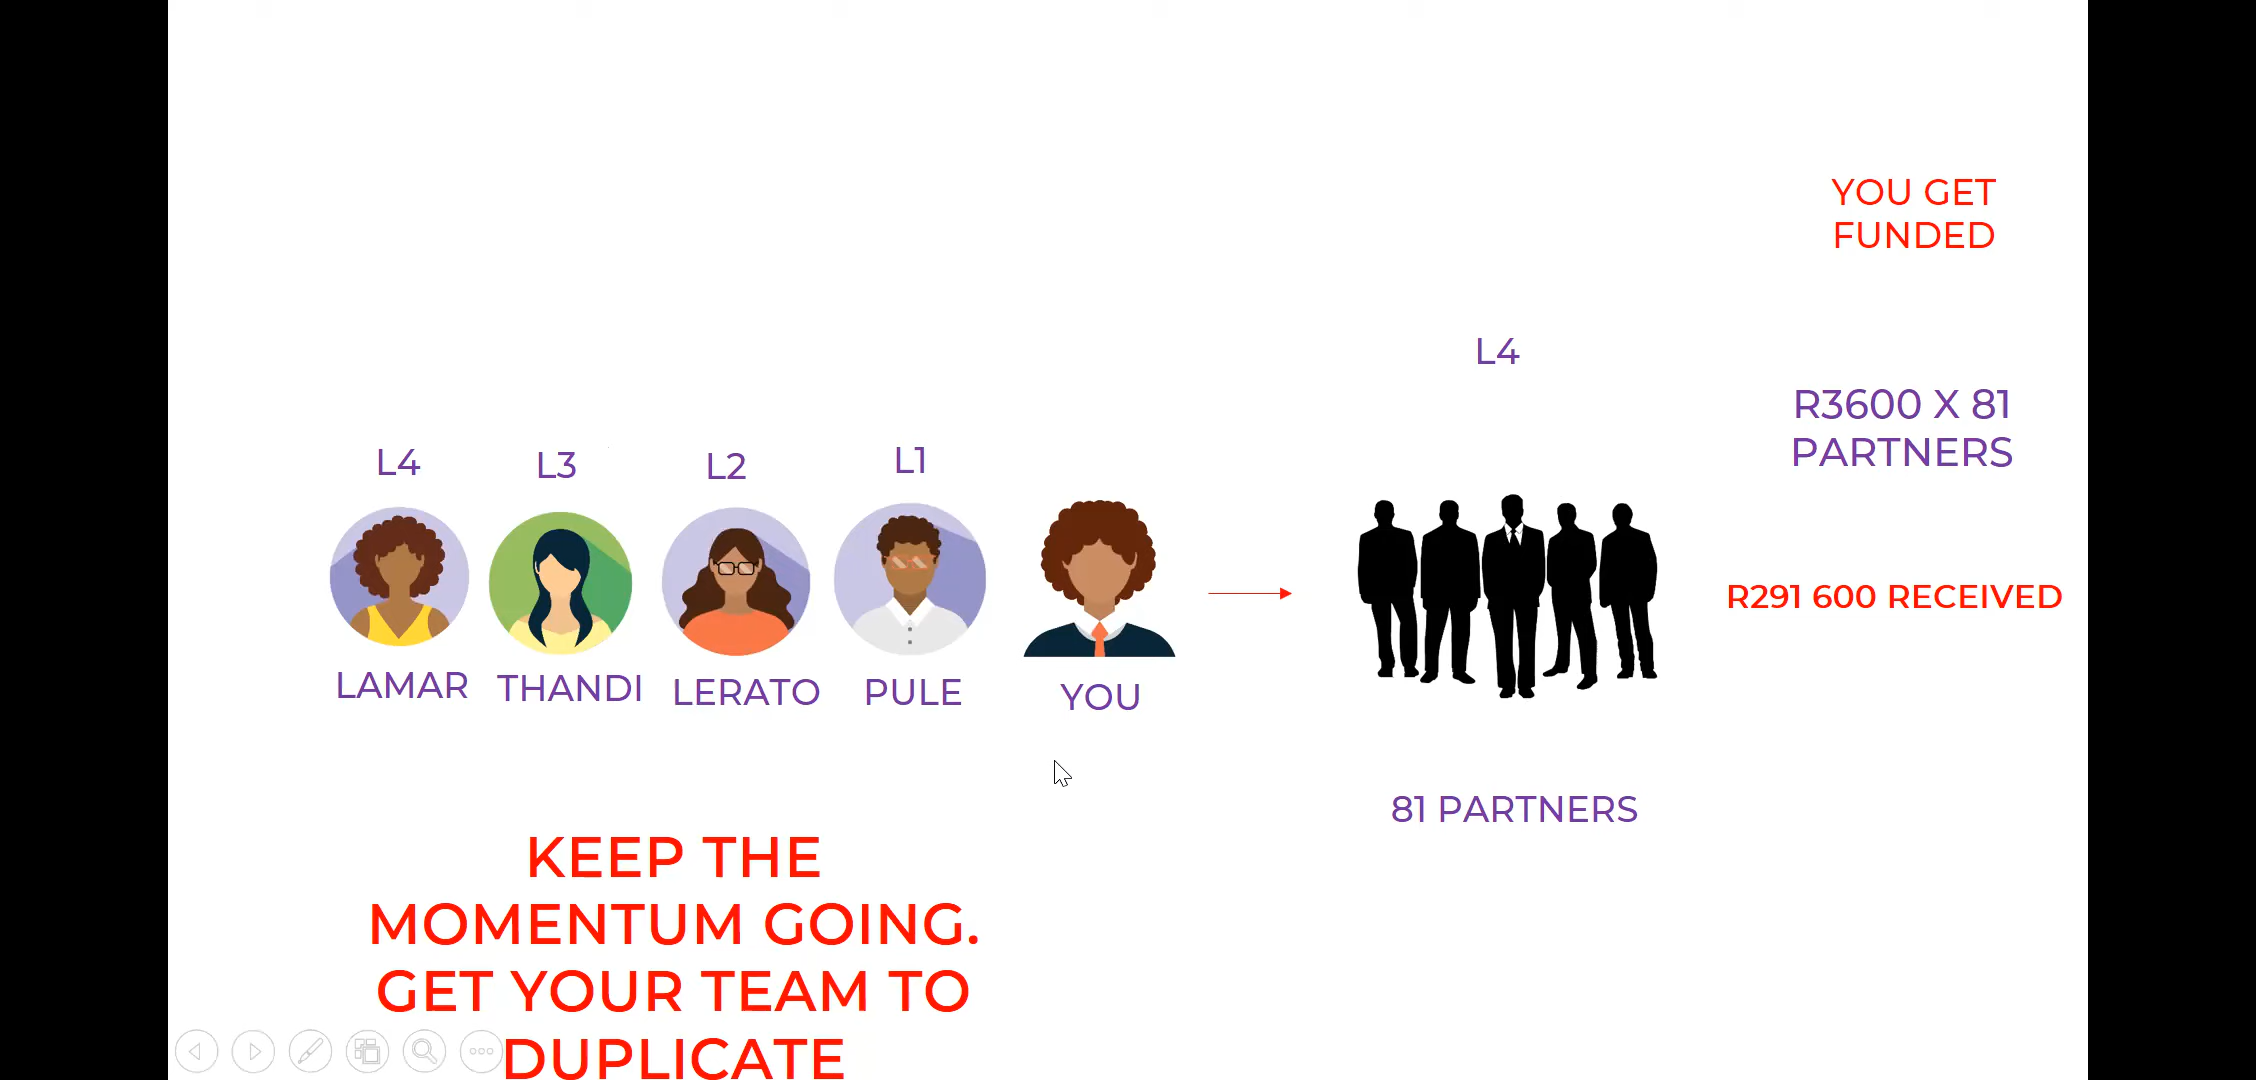 YOU GET
FUNDED
L4
R3600 X 81
PARTNERS
L4
L3
L2
L1
R291 600 RECEIVED
LAMAR
THANDI
LERATO
PULE
YOU
81 PARTNERS
KEEP THE
MOMENTUM GOING.
GET YOUR TEAM TO
DUPLICATE